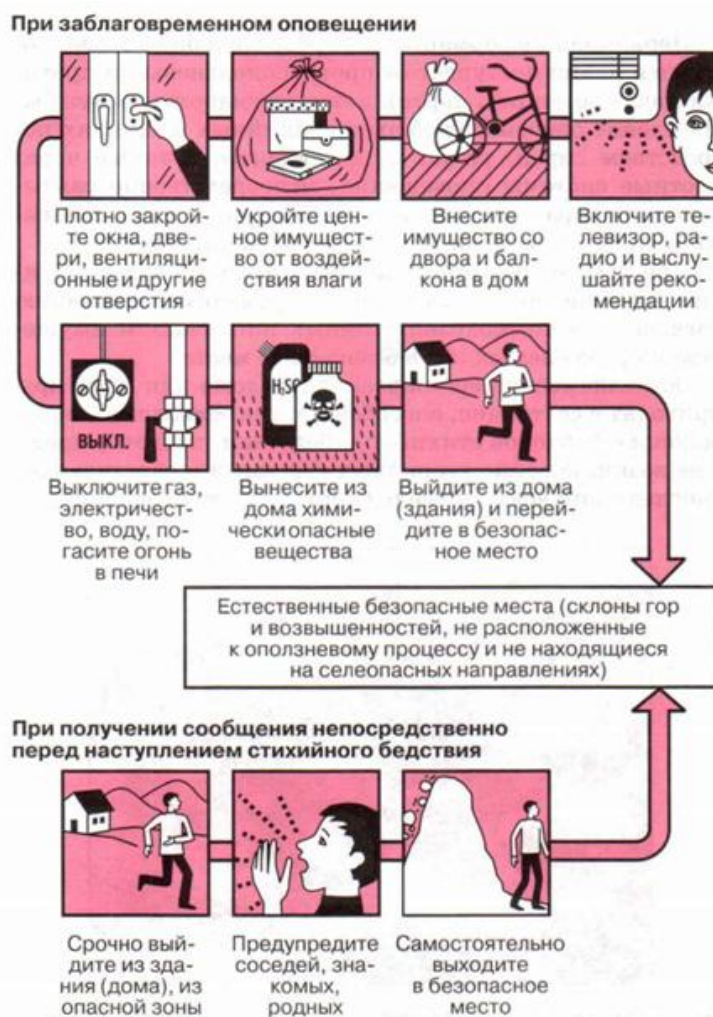 При заблаговременном оповещении
Плотно закрой-
те окна, две-
ри, вентиляци-
онные и другие
отверстия
Укройте цен-
ное имущест-
во от воздей-
ствия влаги
Внесите
имущество со
двора и бал-
кона в дом
Включите те-
левизор, ра-
дио и выслу-
шайте реко-
мендации
ВЫКЛ.
Выключите газ,
электричест-
во, воду, по-
гасите огонь
в печи
H₂SO
Вынесите из
дома хими-
чески опасные
вещества
Выйдите из дома
(здания) и перей-
дите в безопас-
ное место
Естественные безопасные места (склоны гор
и возвышенностей, не расположенные
к оползневому процессу и не находящиеся
на селеопасных направлениях)
При получении сообщения непосредственно
перед наступлением стихийного бедствия
Срочно вый-
дите из зда-
ния (дома), из
опасной зоны
Предупредите
соседей, зна-
комых,
родных
Самостоятельно
выходите
в безопасное
место